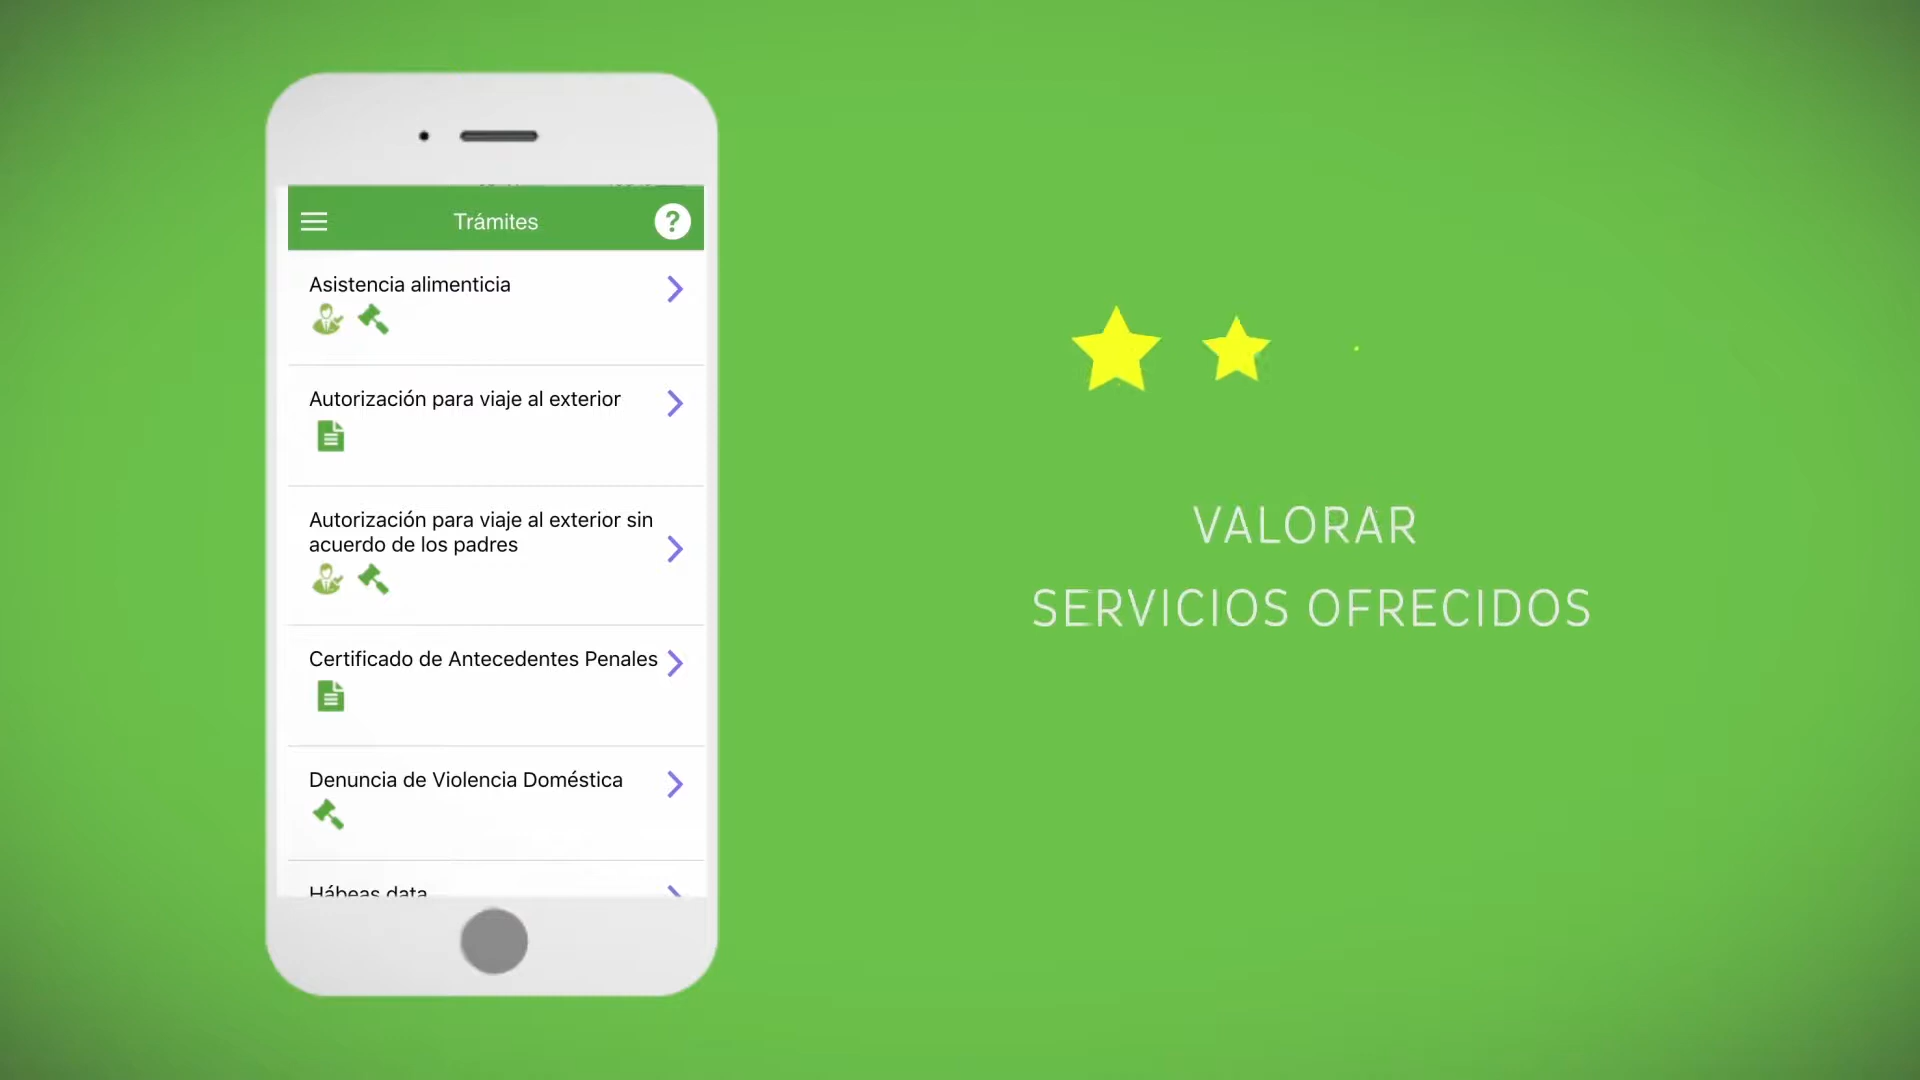 Trámites
?
Asistencia alimenticia
Autorización para viaje al exterior
Autorización para viaje al exterior sin
acuerdo de los padres
Certificado de Antecedentes Penales
Denuncia de Violencia Doméstica
Hábeas data
VALORAR
SERVICIOS OFRECIDOS